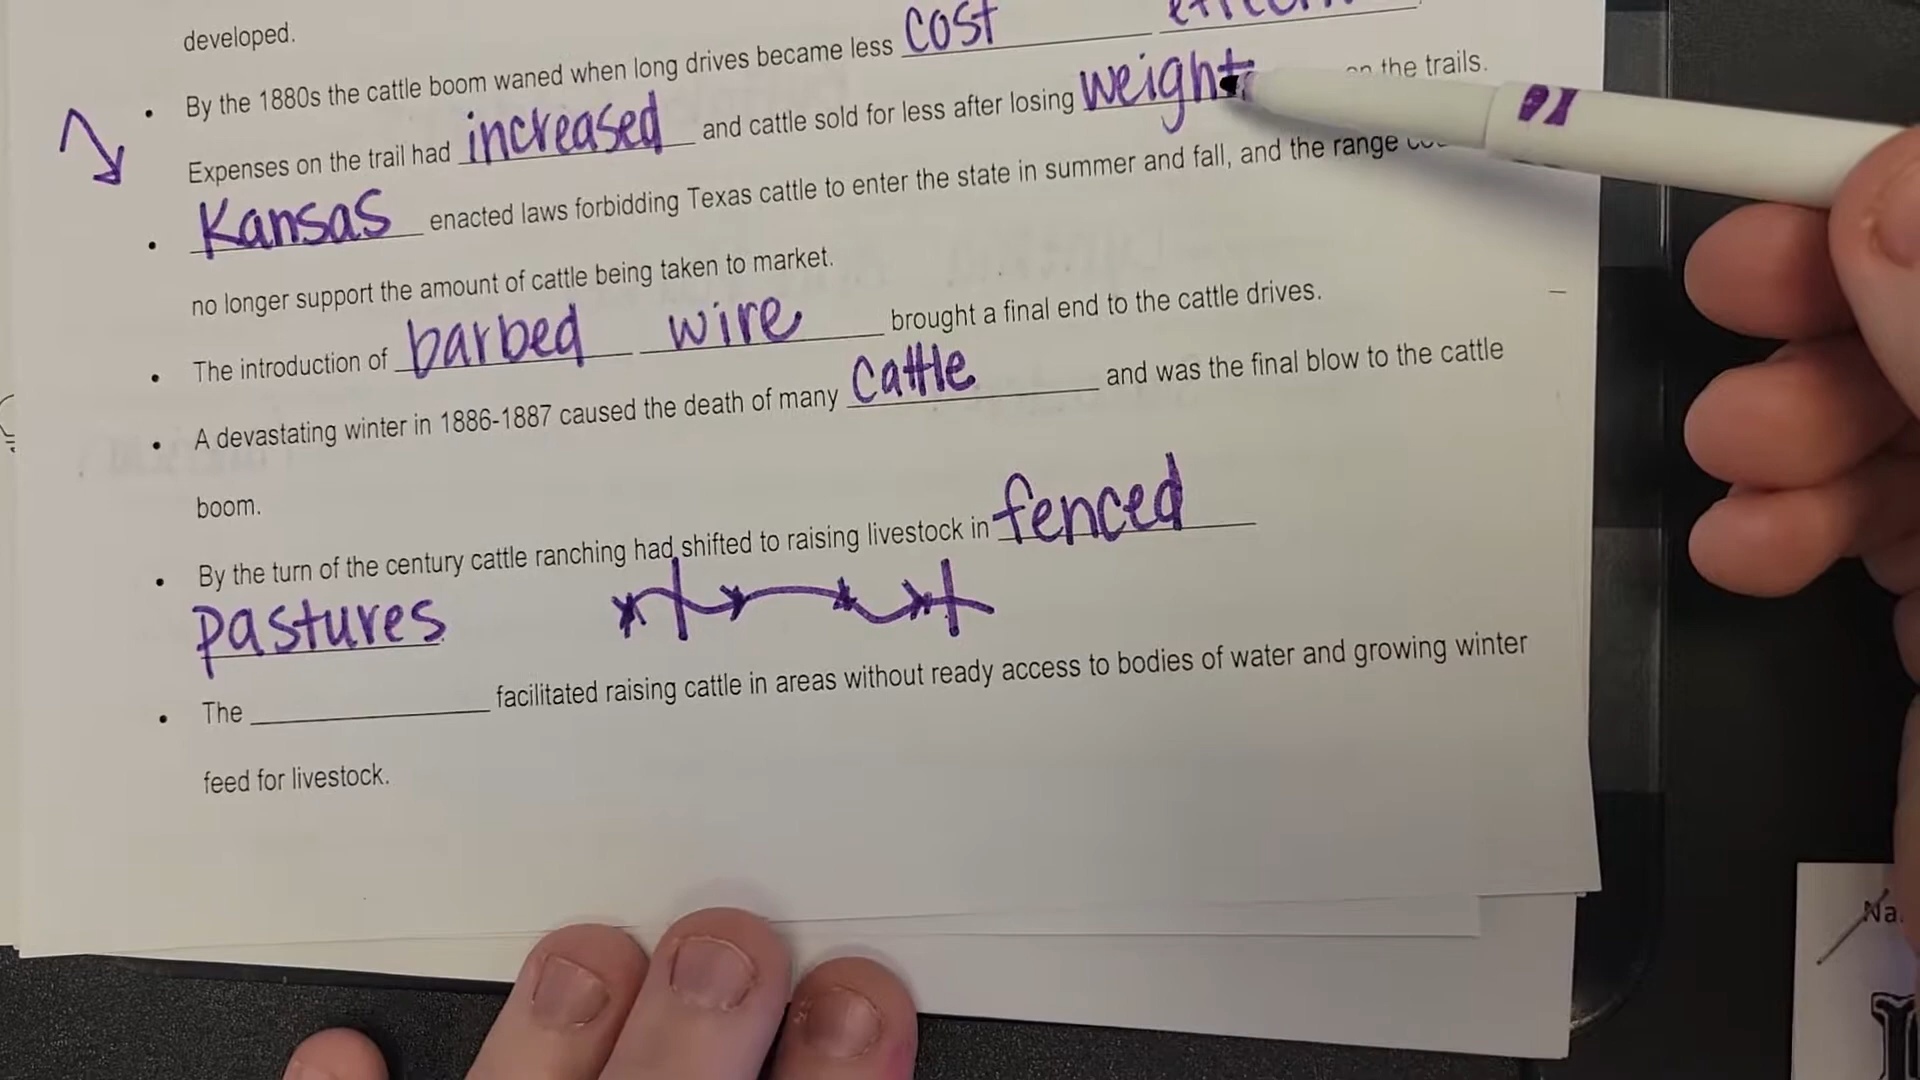 developed.
• By the 1880s the cattle boom waned when long drives became less cost
Expenses on the trail had increased and cattle sold for less after losing weight on the trails.
• Kansas enacted laws forbidding Texas cattle to enter the state in summer and fall, and the range
no longer support the amount of cattle being taken to market.
• The introduction of barbed wire brought a final end to the cattle drives.
• A devastating winter in 1886-1887 caused the death of many cattle and was the final blow to the cattle
boom.
• By the turn of the century cattle ranching had shifted to raising livestock in fenced
pastures.
• The __________ facilitated raising cattle in areas without ready access to bodies of water and growing winter
feed for livestock.